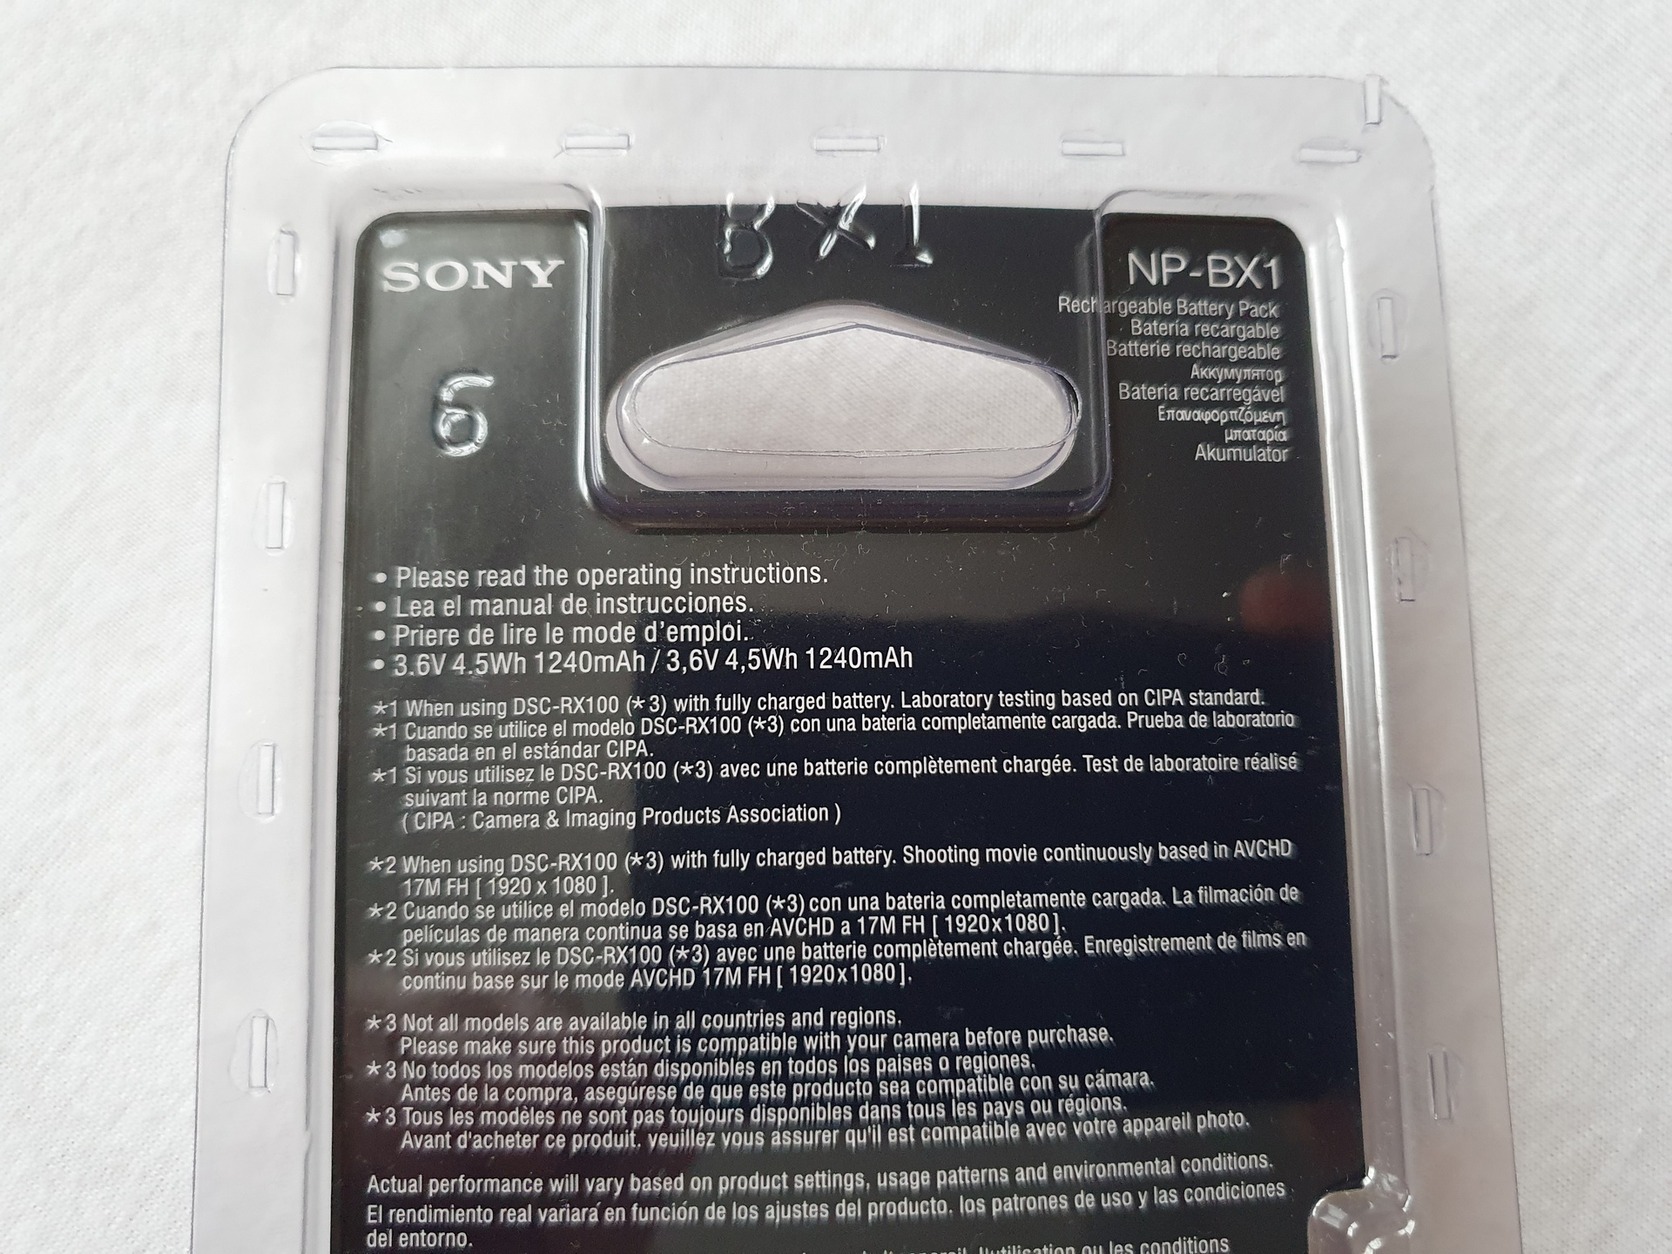 BX1
SONY
NP-BX1
Rechargeable Battery Pack
Batería recargable
Batterie rechargeable
Аккумулятор
Bateria recarregável
Επαναφορτιζόμενη
μπαταρία
Akumulator
6
• Please read the operating instructions.
• Lea el manual de instrucciones.
• Priere de lire le mode d'emploi.
• 3.6V 4.5Wh 1240mAh / 3,6V 4,5Wh 1240mAh
*1 When using DSC-RX100 (*3) with fully charged battery. Laboratory testing based on CIPA standard.
*1 Cuando se utilice el modelo DSC-RX100 (*3) con una bateria completamente cargada. Prueba de laboratorio
basada en el estándar CIPA.
*1 Si vous utilisez le DSC-RX100 (*3) avec une batterie complètement chargée. Test de laboratoire réalisé
suivant la norme CIPA.
( CIPA : Camera & Imaging Products Association )
*2 When using DSC-RX100 (*3) with fully charged battery. Shooting movie continuously based in AVCHD
17M FH [ 1920 x 1080 ].
*2 Cuando se utilice el modelo DSC-RX100 (*3) con una bateria completamente cargada. La filmación de
películas de manera continua se basa en AVCHD a 17M FH [ 1920x1080].
*2 Si vous utilisez le DSC-RX100 (*3) avec une batterie complètement chargée. Enregistrement de films en
continu base sur le mode AVCHD 17M FH [ 1920x1080].
*3 Not all models are available in all countries and regions.
Please make sure this product is compatible with your camera before purchase.
*3 No todos los modelos están disponibles en todos los paises o regiones.
Antes de la compra, asegúrese de que este producto sea compatible con su cámara.
*3 Tous les modèles ne sont pas toujours disponibles dans tous les pays ou régions.
Avant d'acheter ce produit. veuillez vous assurer qu'il est compatible avec votre appareil photo.
Actual performance will vary based on product settings, usage patterns and environmental conditions.
El rendimiento real variará en función de los ajustes del producto. los patrones de uso y las condiciones
del entorno.
l'utilisation ou les conditions